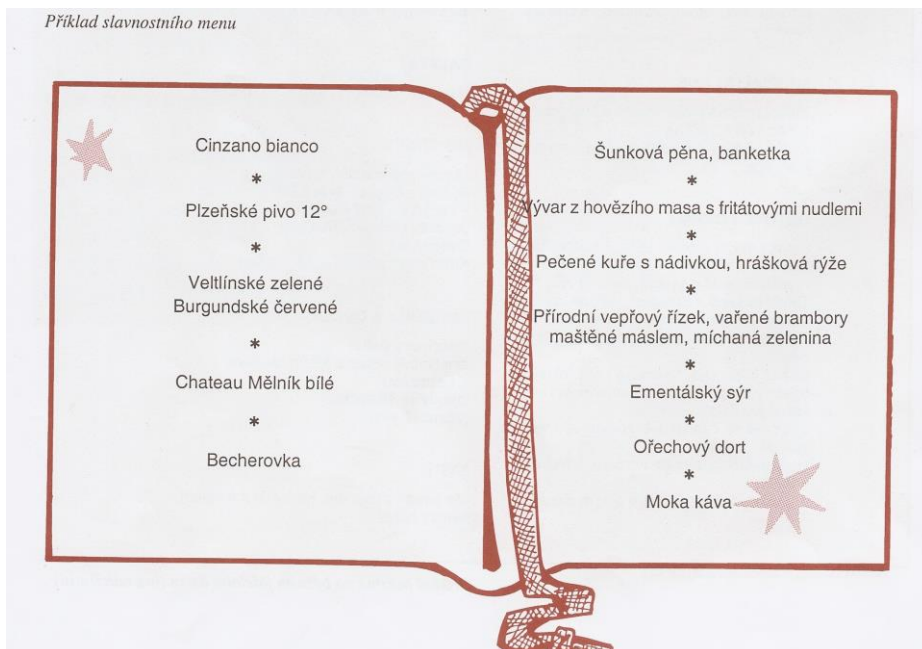 Příklad slavnostního menu
Cinzano bianco
*
Plzeňské pivo 12°
*
Veltlínské zelené
Burgundské červené
*
Chateau Mělník bílé
*
Becherovka
Šunková pěna, banketka
*
Vývar z hovězího masa s fritátovými nudlemi
*
Pečené kuře s nádivkou, hrášková rýže
*
Přírodní vepřový řízek, vařené brambory
maštěné máslem, míchaná zelenina
*
Ementálský sýr
*
Ořechový dort
*
Moka káva